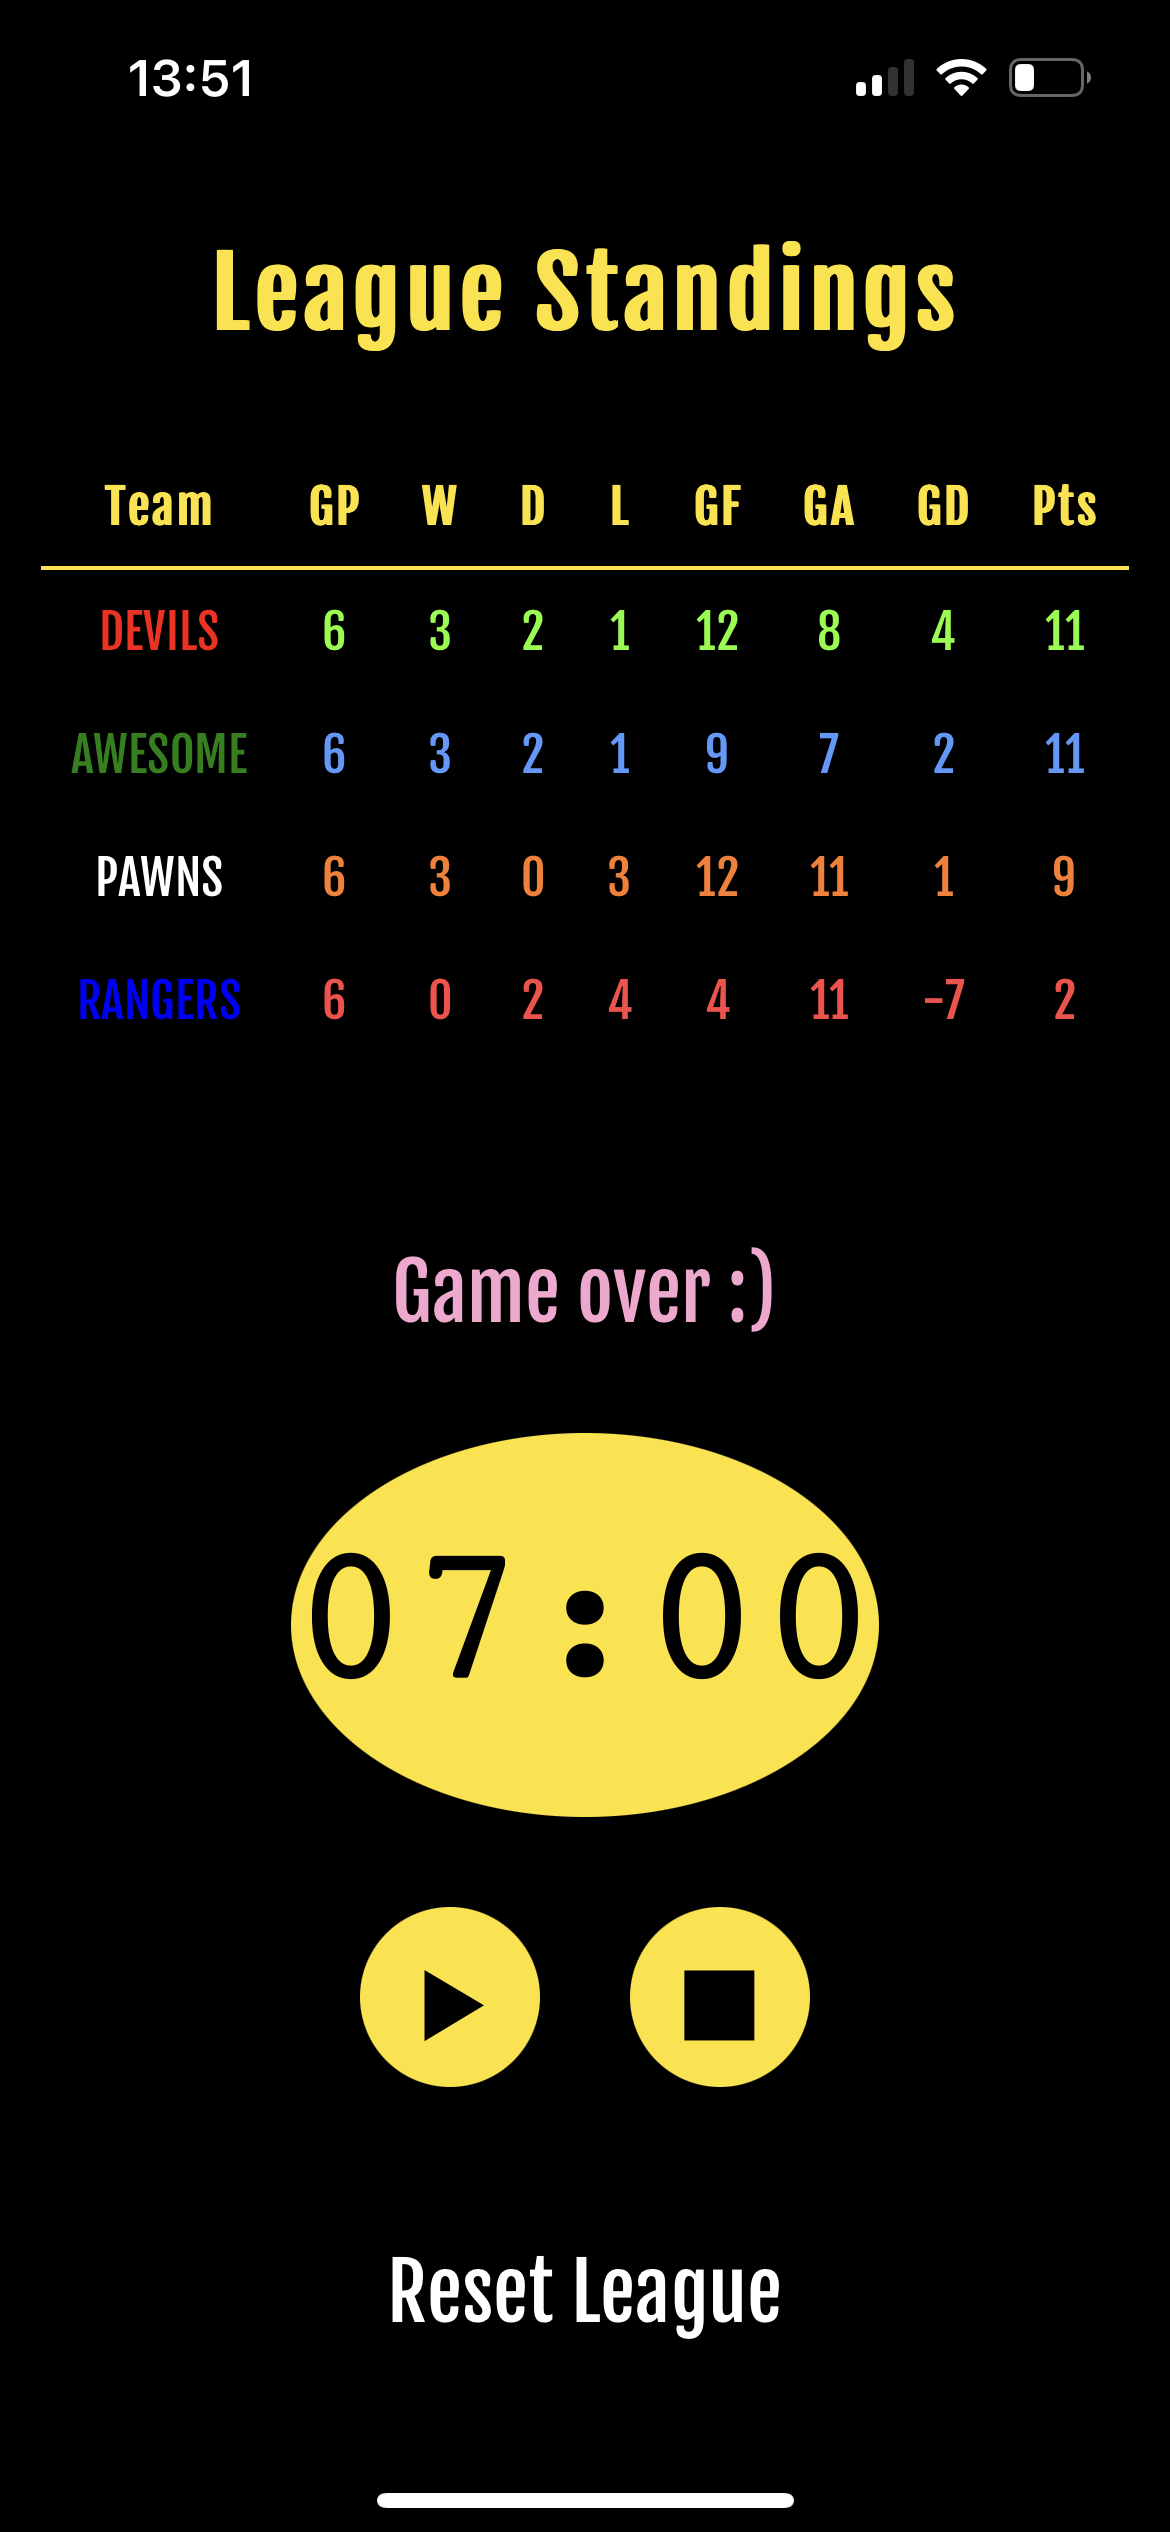 13:51
League Standings
Team GP W D L GF GA GD Pts
DEVILS 6 3 2 1 12 8 4 11
AWESOME 6 3 2 1 9 7 2 11
PAWNS 6 3 0 3 12 11 1 9
RANGERS 6 0 2 4 4 11 -7 2
Game over :)
07:00
Reset League